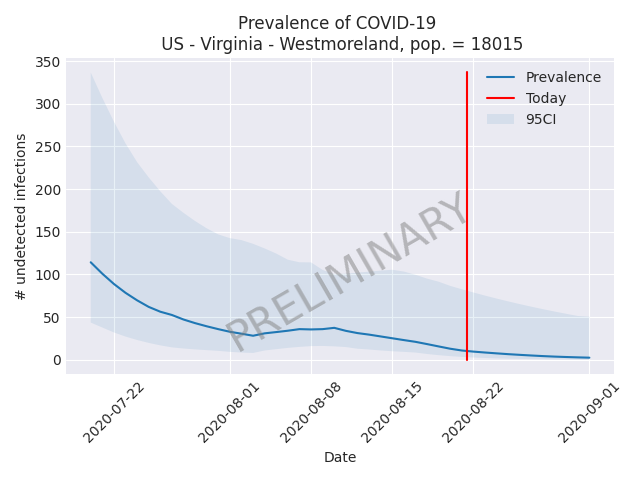 Prevalence of COVID-19
US - Virginia - Westmoreland, pop. = 18015
350
300
250
200
150
100
50
0
# undetected infections
Prevalence
Today
95CI
PRELIMINARY
2020-07-22
2020-08-01
2020-08-08
2020-08-15
2020-08-22
2020-09-01
Date